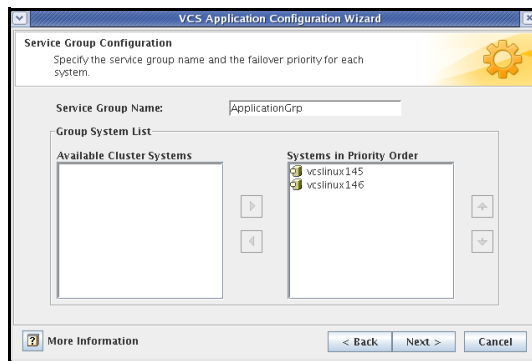 VCS Application Configuration Wizard
Service Group Configuration
Specify the service group name and the failover priority for each
system.
Service Group Name:
ApplicationGrp
Group System List
Available Cluster Systems
Systems in Priority Order
vcslinux145
vcslinux146
? More Information
< Back
Next >
Cancel